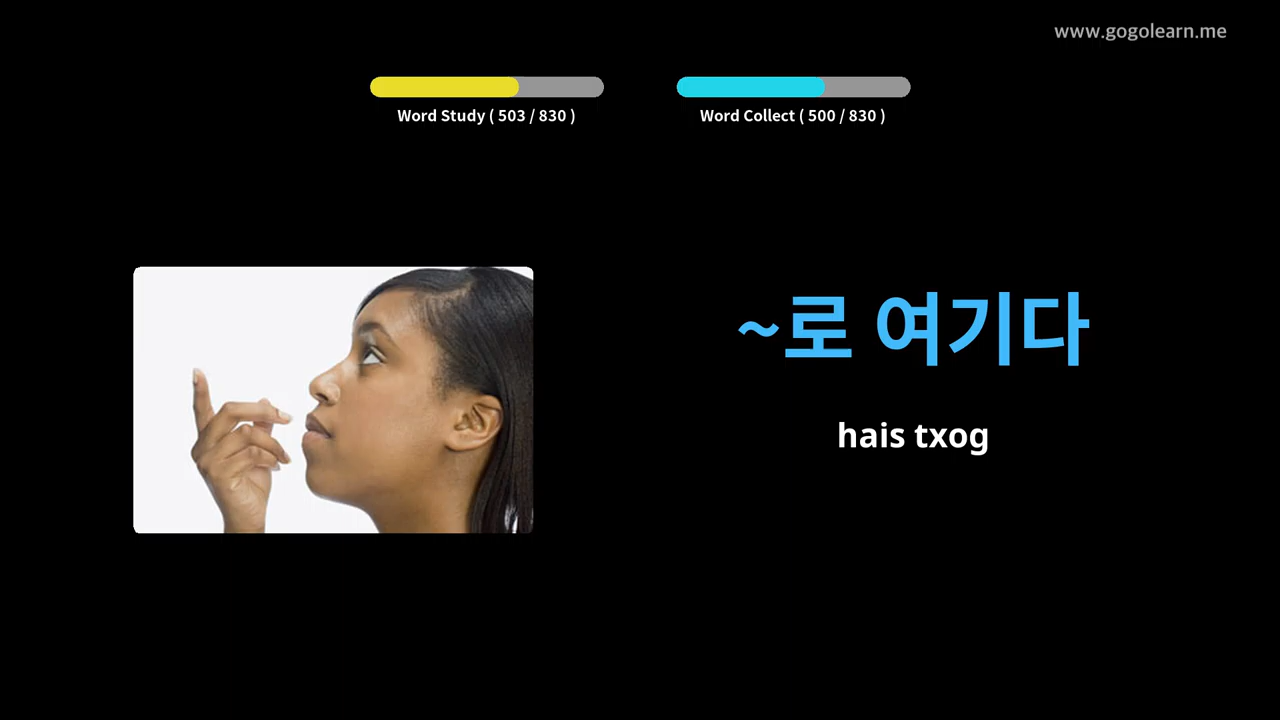 www.gogolearn.me
Word Study ( 503 / 830 )
Word Collect ( 500 / 830 )
~로 여기다
hais txog